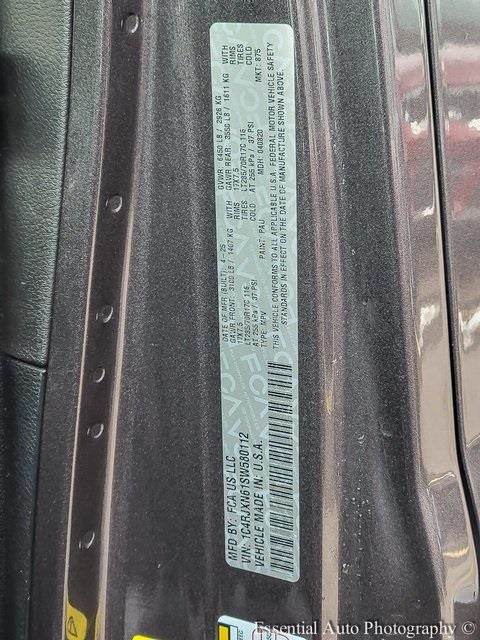 MFD BY: FCA US LLC
DATE OF MFR (BUILT): 4-25
GVWR: 6450 LB / 2926 KG
GAWR FRONT: 3100 LB / 1407 KG WITH
GAWR REAR: 3550 LB / 1611 KG WITH
17X7.5 RIMS
17X7.5 RIMS
LT285/70R17C 116 TIRES
LT285/70R17C 116 TIRES
AT 255 kPa / 37 PSI COLD
AT 255 kPa / 37 PSI COLD
VIN: 1C4RJXN61SW580112
TYPE: MPV PAINT: PAU MDH: 040820 MKT: 875
VEHICLE MADE IN: U.S.A.
THIS VEHICLE CONFORMS TO ALL APPLICABLE U.S.A. FEDERAL MOTOR VEHICLE SAFETY
STANDARDS IN EFFECT ON THE DATE OF MANUFACTURE SHOWN ABOVE.
FCA
Essential Auto Photography ©